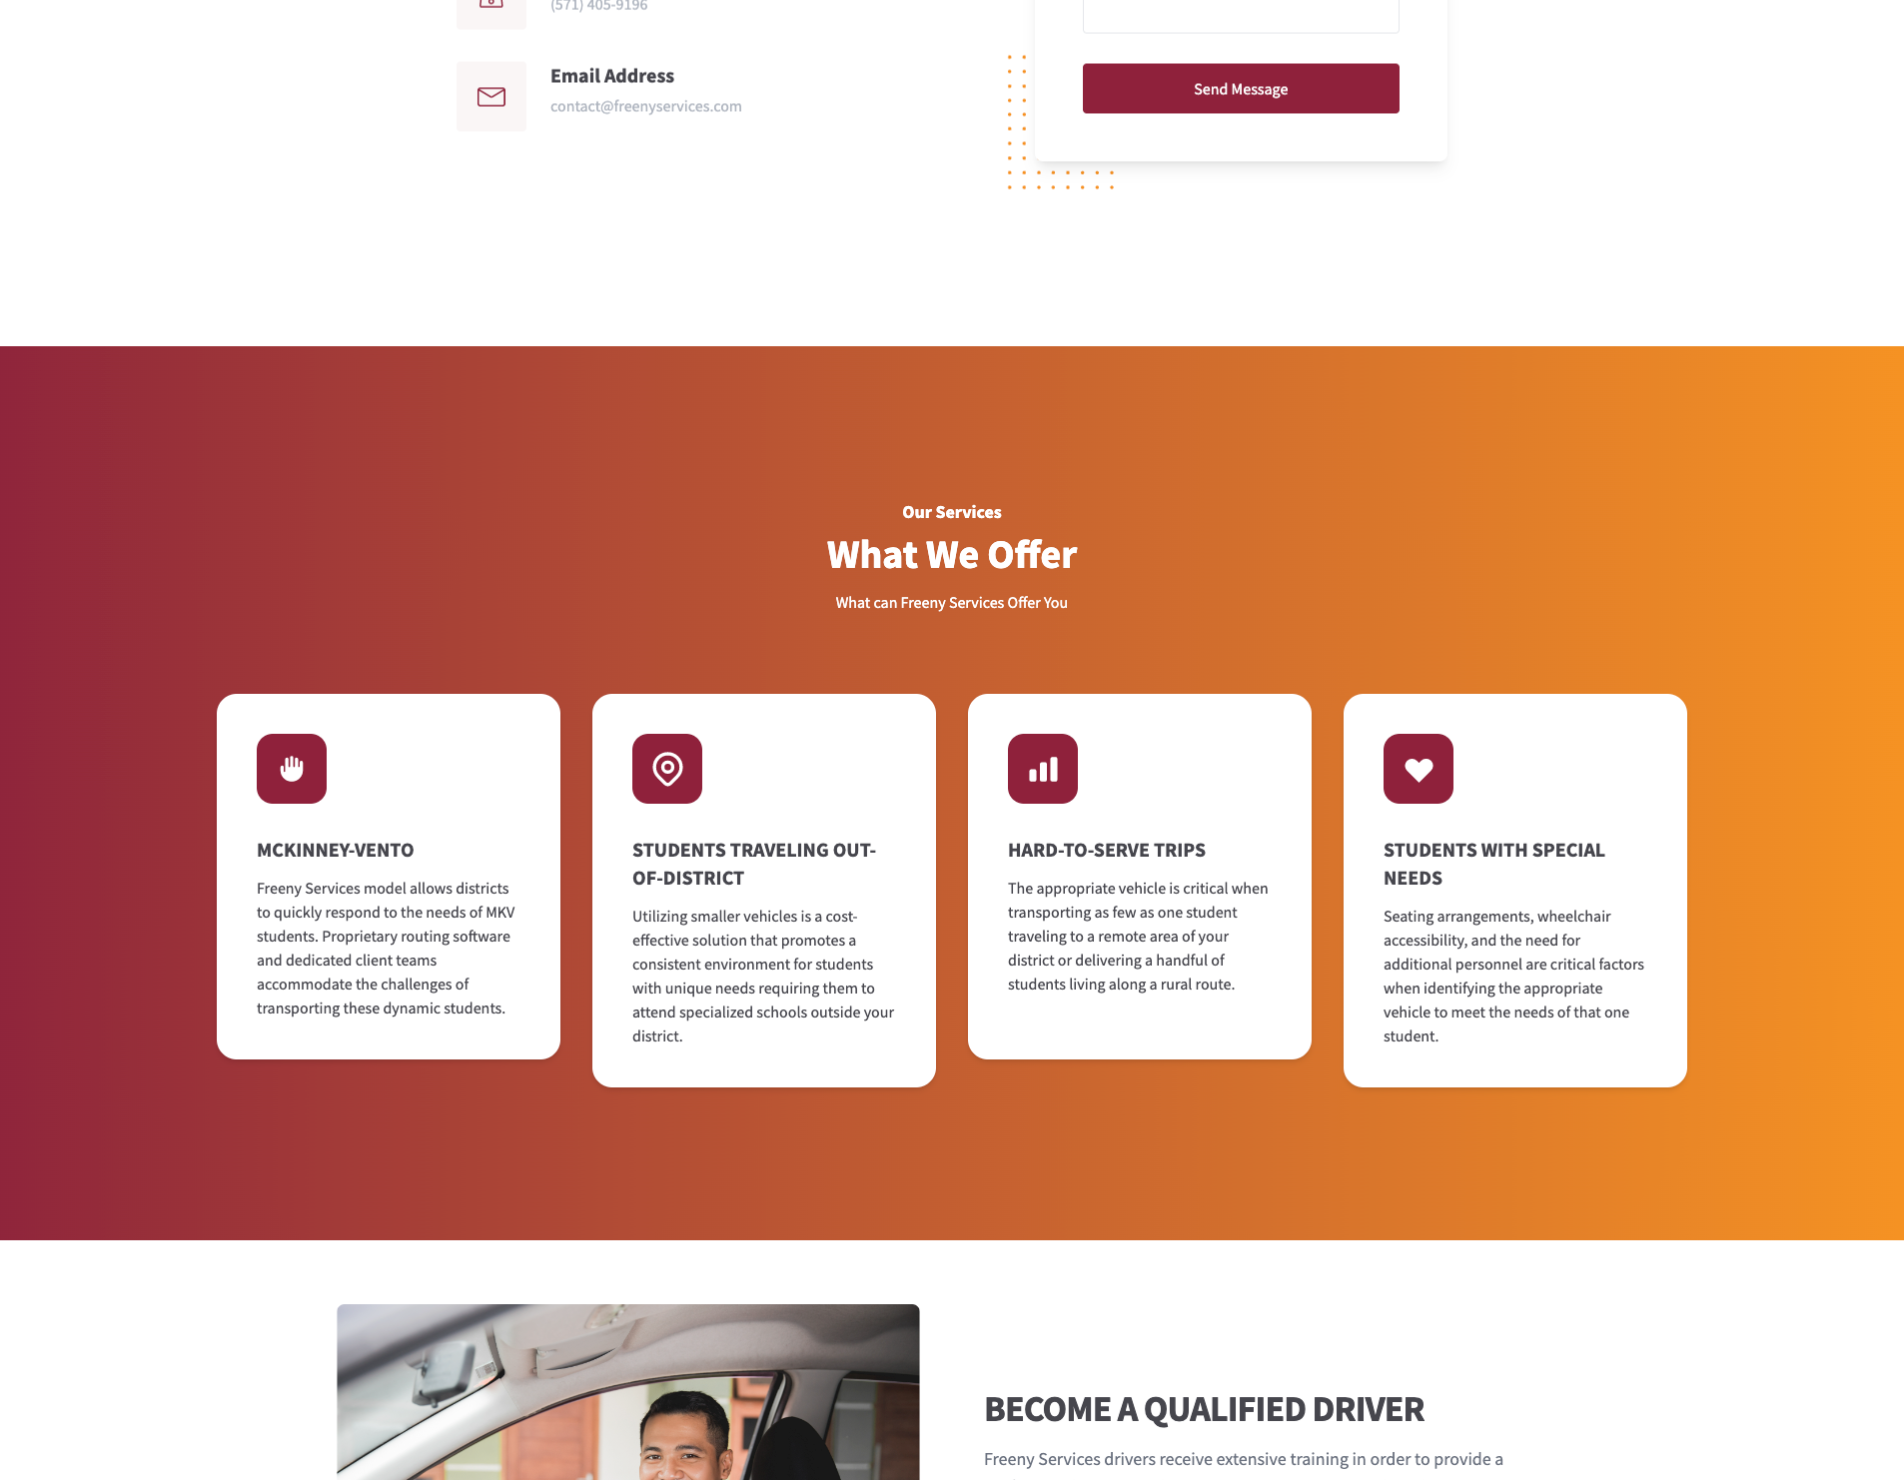 (571) 405-9196
Email Address
contact@freenyservices.com
Send Message
Our Services
What We Offer
What can Freeny Services Offer You
MCKINNEY-VENTO
Freeny Services model allows districts
to quickly respond to the needs of MKV
students. Proprietary routing software
and dedicated client teams
accommodate the challenges of
transporting these dynamic students.
STUDENTS TRAVELING OUT-
OF-DISTRICT
Utilizing smaller vehicles is a cost-
effective solution that promotes a
consistent environment for students
with unique needs requiring them to
attend specialized schools outside your
district.
HARD-TO-SERVE TRIPS
The appropriate vehicle is critical when
transporting as few as one student
traveling to a remote area of your
district or delivering a handful of
students living along a rural route.
STUDENTS WITH SPECIAL
NEEDS
Seating arrangements, wheelchair
accessibility, and the need for
additional personnel are critical factors
when identifying the appropriate
vehicle to meet the needs of that one
student.
BECOME A QUALIFIED DRIVER
Freeny Services drivers receive extensive training in order to provide a